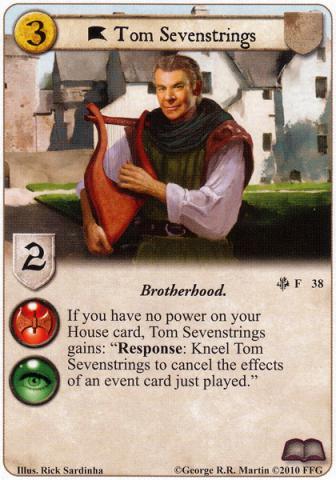 3
Tom Sevenstrings
2
Brotherhood.
F 38
If you have no power on your
House card, Tom Sevenstrings
gains: “Response: Kneel Tom
Sevenstrings to cancel the effects
of an event card just played.”
Illus. Rick Sardinha
©George R.R. Martin ©2010 FFG